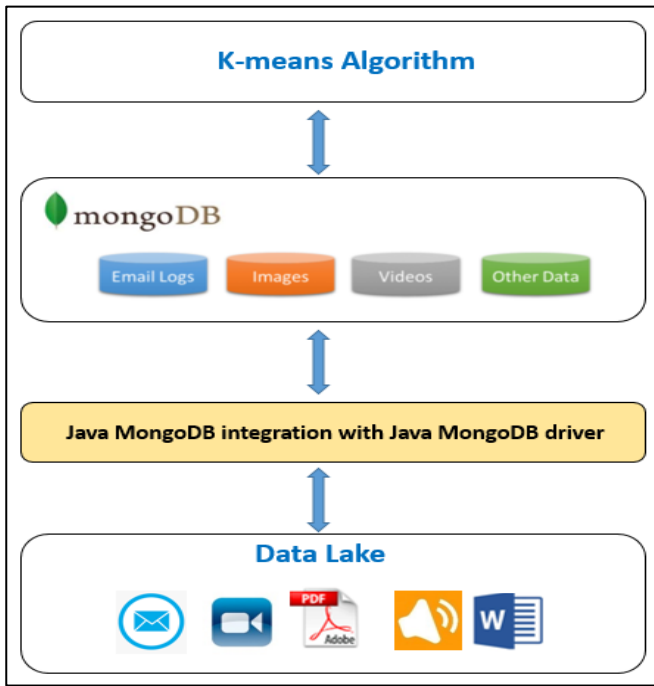 K-means Algorithm
mongoDB
Email Logs Images Videos Other Data
Java MongoDB integration with Java MongoDB driver
Data Lake
PDF
Adobe
W